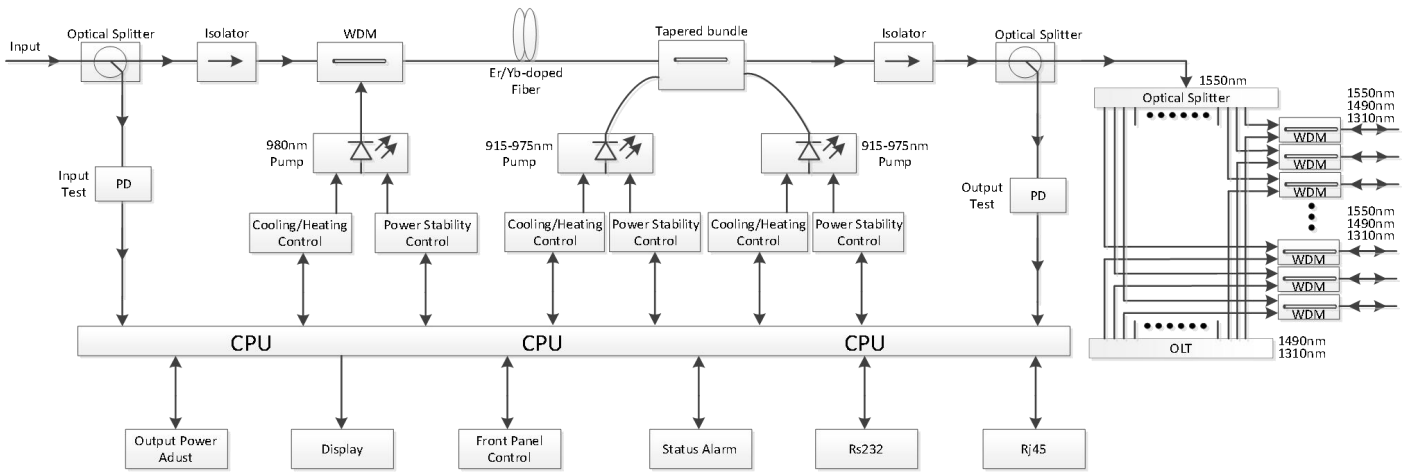 Input
Optical Splitter
Isolator
WDM
Er/Yb-doped
Fiber
Tapered bundle
Isolator
Optical Splitter
1550nm
Optical Splitter
1550nm
1490nm
1310nm
WDM
WDM
WDM
1550nm
1490nm
1310nm
WDM
WDM
WDM
OLT
1490nm
1310nm
980nm
Pump
915-975nm
Pump
915-975nm
Pump
Input
Test
PD
Output
Test
PD
Cooling/Heating
Control
Power Stability
Control
Cooling/Heating
Control
Power Stability
Control
Cooling/Heating
Control
Power Stability
Control
CPU
CPU
CPU
Output Power
Adust
Display
Front Panel
Control
Status Alarm
Rs232
Rj45